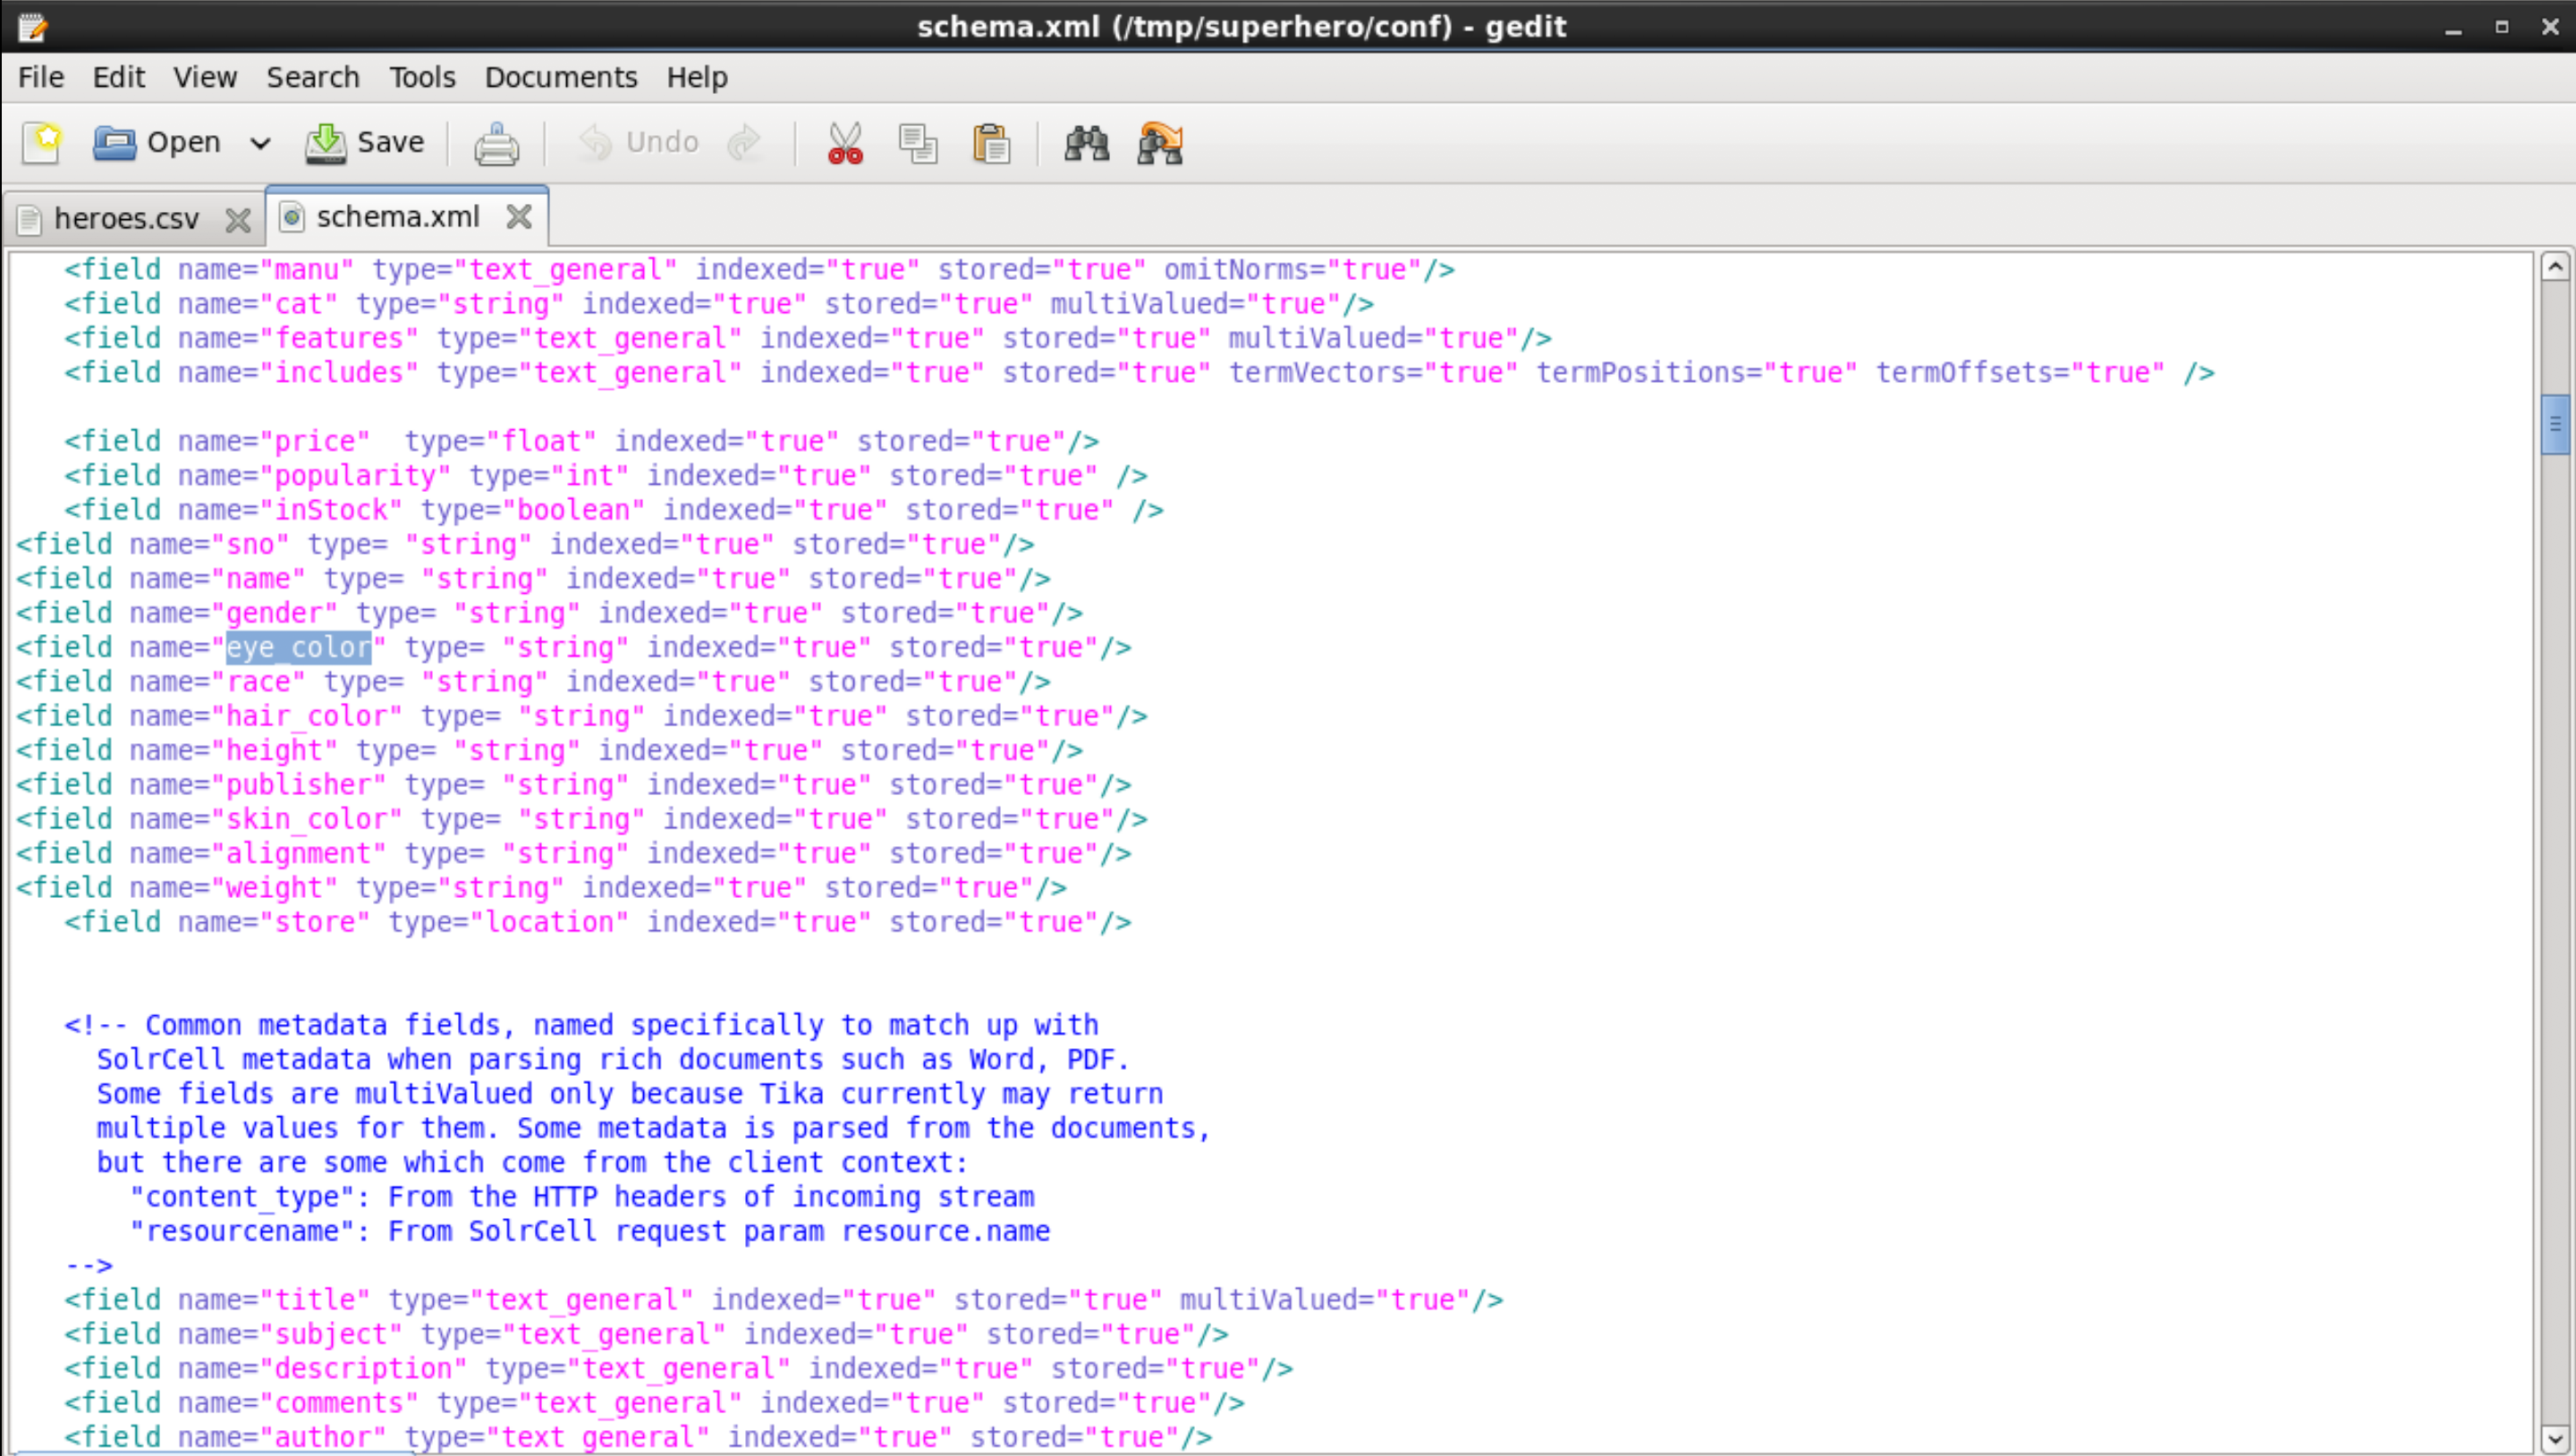 schema.xml (/tmp/superhero/conf) - gedit
File Edit View Search Tools Documents Help
Open Save Undo
heroes.csv schema.xml
<field name="manu" type="text_general" indexed="true" stored="true" omitNorms="true"/>
<field name="cat" type="string" indexed="true" stored="true" multiValued="true"/>
<field name="features" type="text_general" indexed="true" stored="true" multiValued="true"/>
<field name="includes" type="text_general" indexed="true" stored="true" termVectors="true" termPositions="true" termOffsets="true" />
<field name="price"  type="float" indexed="true" stored="true"/>
<field name="popularity" type="int" indexed="true" stored="true" />
<field name="inStock" type="boolean" indexed="true" stored="true" />
<field name="sno" type= "string" indexed="true" stored="true"/>
<field name="name" type= "string" indexed="true" stored="true"/>
<field name="gender" type= "string" indexed="true" stored="true"/>
<field name="eye_color" type= "string" indexed="true" stored="true"/>
<field name="race" type= "string" indexed="true" stored="true"/>
<field name="hair_color" type= "string" indexed="true" stored="true"/>
<field name="height" type= "string" indexed="true" stored="true"/>
<field name="publisher" type= "string" indexed="true" stored="true"/>
<field name="skin_color" type= "string" indexed="true" stored="true"/>
<field name="alignment" type= "string" indexed="true" stored="true"/>
<field name="weight" type="string" indexed="true" stored="true"/>
<field name="store" type="location" indexed="true" stored="true"/>
<!-- Common metadata fields, named specifically to match up with
SolrCell metadata when parsing rich documents such as Word, PDF.
Some fields are multiValued only because Tika currently may return
multiple values for them. Some metadata is parsed from the documents,
but there are some which come from the client context:
"content_type": From the HTTP headers of incoming stream
"resourcename": From SolrCell request param resource.name
-->
<field name="title" type="text_general" indexed="true" stored="true" multiValued="true"/>
<field name="subject" type="text_general" indexed="true" stored="true"/>
<field name="description" type="text_general" indexed="true" stored="true"/>
<field name="comments" type="text_general" indexed="true" stored="true"/>
<field name="author" type="text_general" indexed="true" stored="true"/>